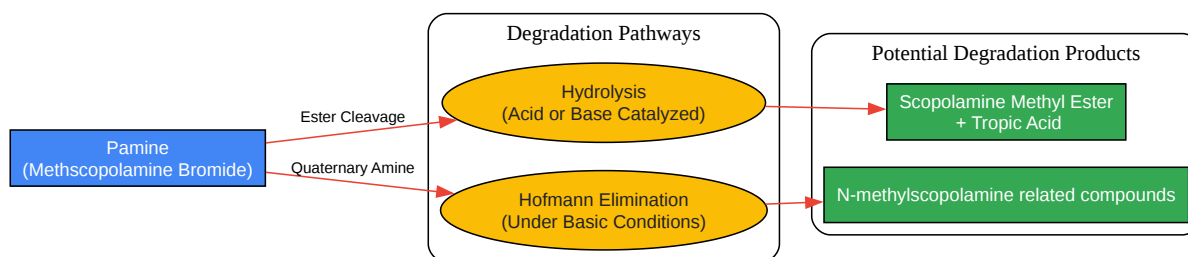 Degradation Pathways
Potential Degradation Products
Hydrolysis
(Acid or Base Catalyzed)
Scopolamine Methyl Ester
+ Tropic Acid
Ester Cleavage
Pamine
(Methscopolamine Bromide)
Quaternary Amine
Hofmann Elimination
(Under Basic Conditions)
N-methylscopolamine related compounds